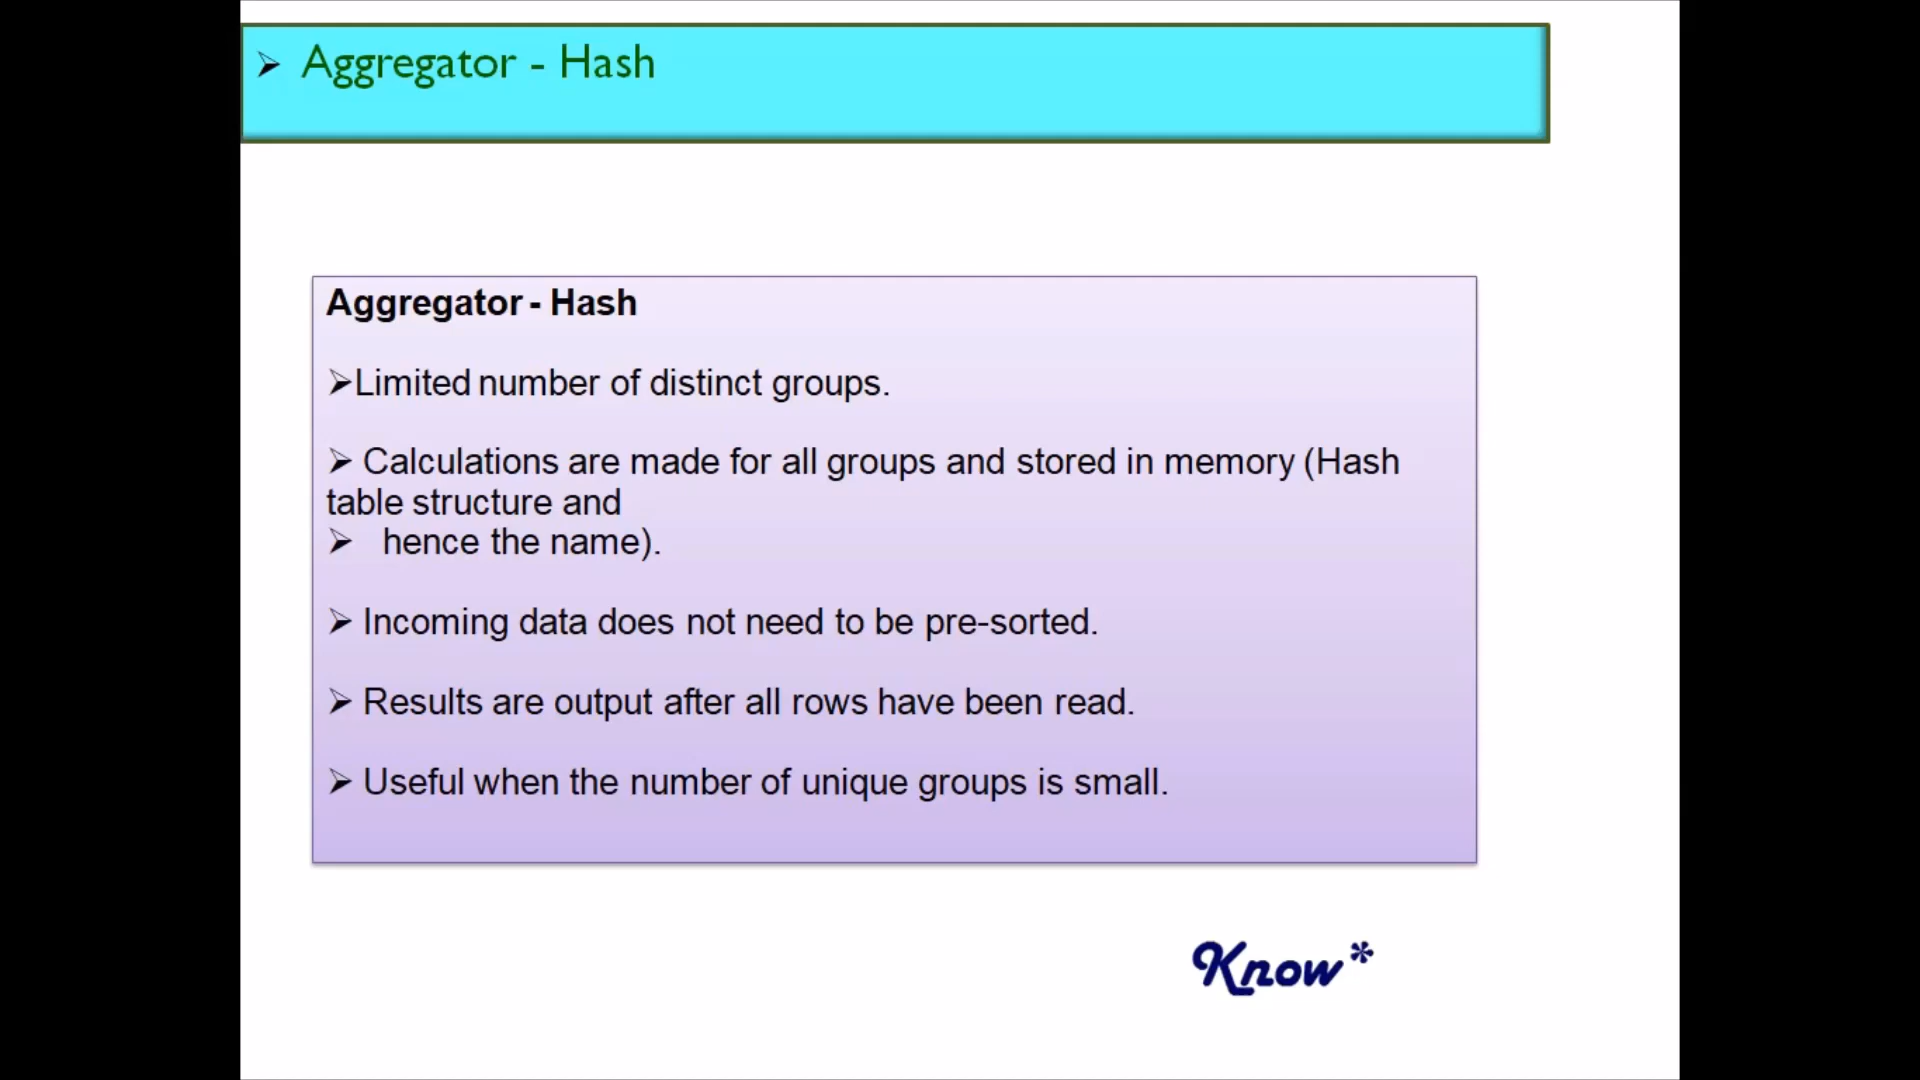 ➢ Aggregator - Hash
Aggregator - Hash
➢Limited number of distinct groups.
➢ Calculations are made for all groups and stored in memory (Hash
table structure and
➢ hence the name).
➢ Incoming data does not need to be pre-sorted.
➢ Results are output after all rows have been read.
➢ Useful when the number of unique groups is small.
Know*